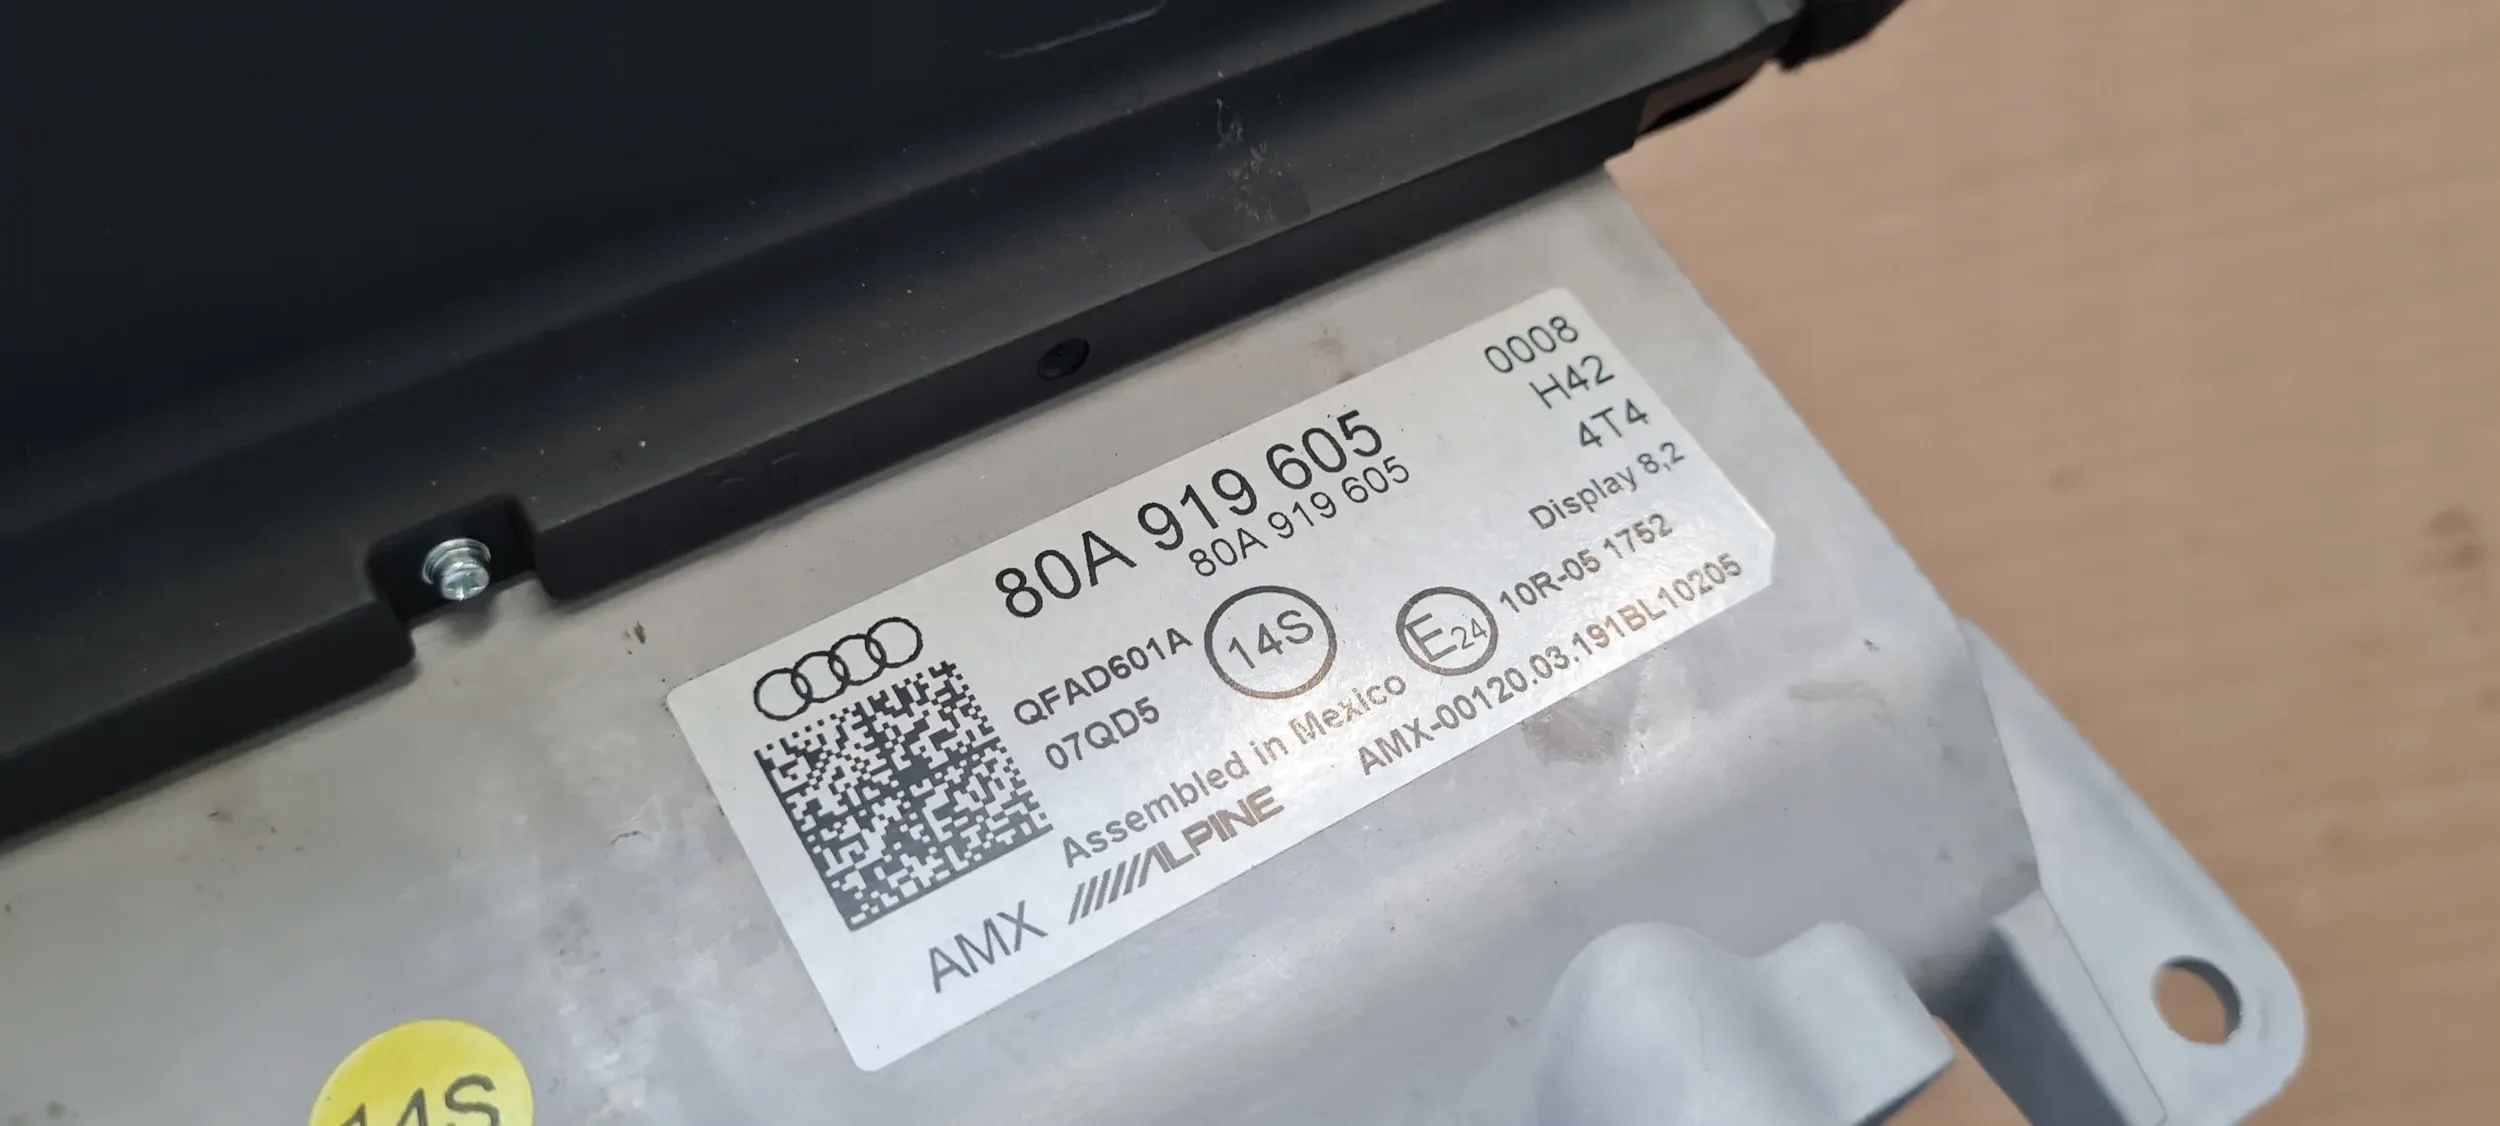 0008
H42
4T4
Display 8,2
80A 919 605
80A 919 605
QFAD601A
07QD5
14S
E24
10R-05 1752
Assembled in Mexico
AMX-00120.03.191BL10205
AMX ALPINE
14S